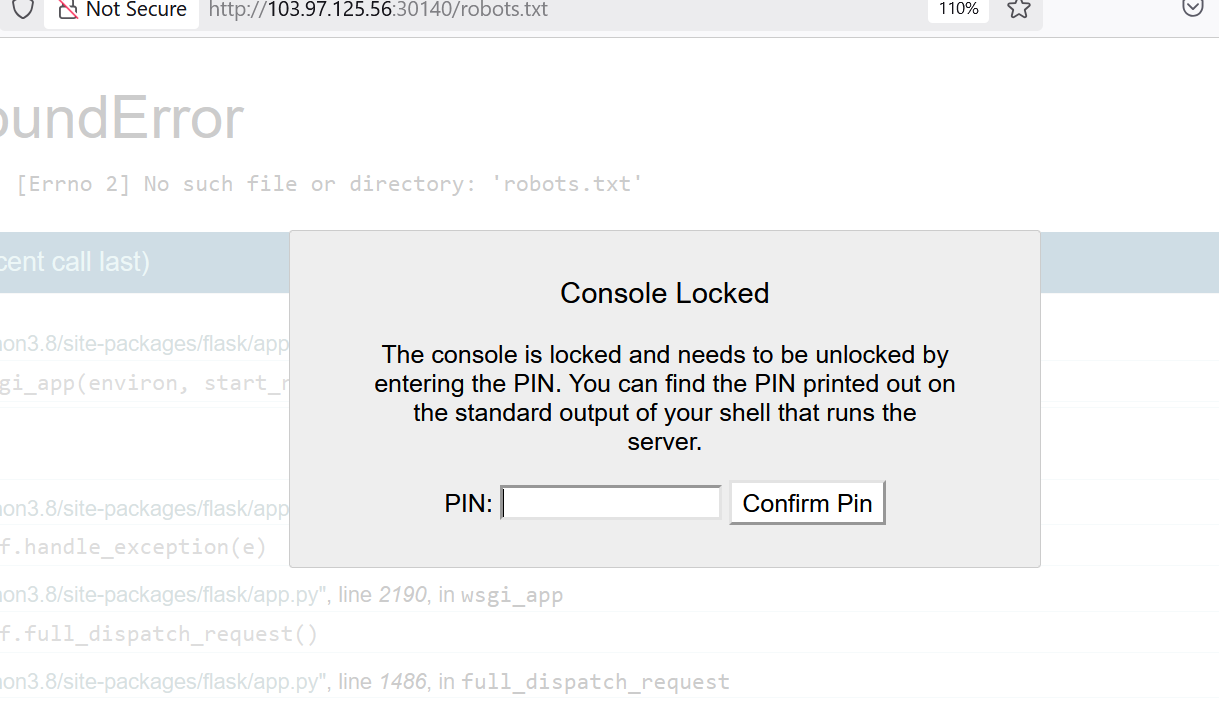 Not Secure http://103.97.125.56:30140/robots.txt 110%
oundError
[Errno 2] No such file or directory: 'robots.txt'
cent call last)
Console Locked
The console is locked and needs to be unlocked by
entering the PIN. You can find the PIN printed out on
the standard output of your shell that runs the
server.
PIN: Confirm Pin
non3.8/site-packages/flask/app
gi_app(environ, start_r
non3.8/site-packages/flask/app
f.handle_exception(e)
non3.8/site-packages/flask/app.py", line 2190, in wsgi_app
f.full_dispatch_request()
non3.8/site-packages/flask/app.py", line 1486, in full_dispatch_request